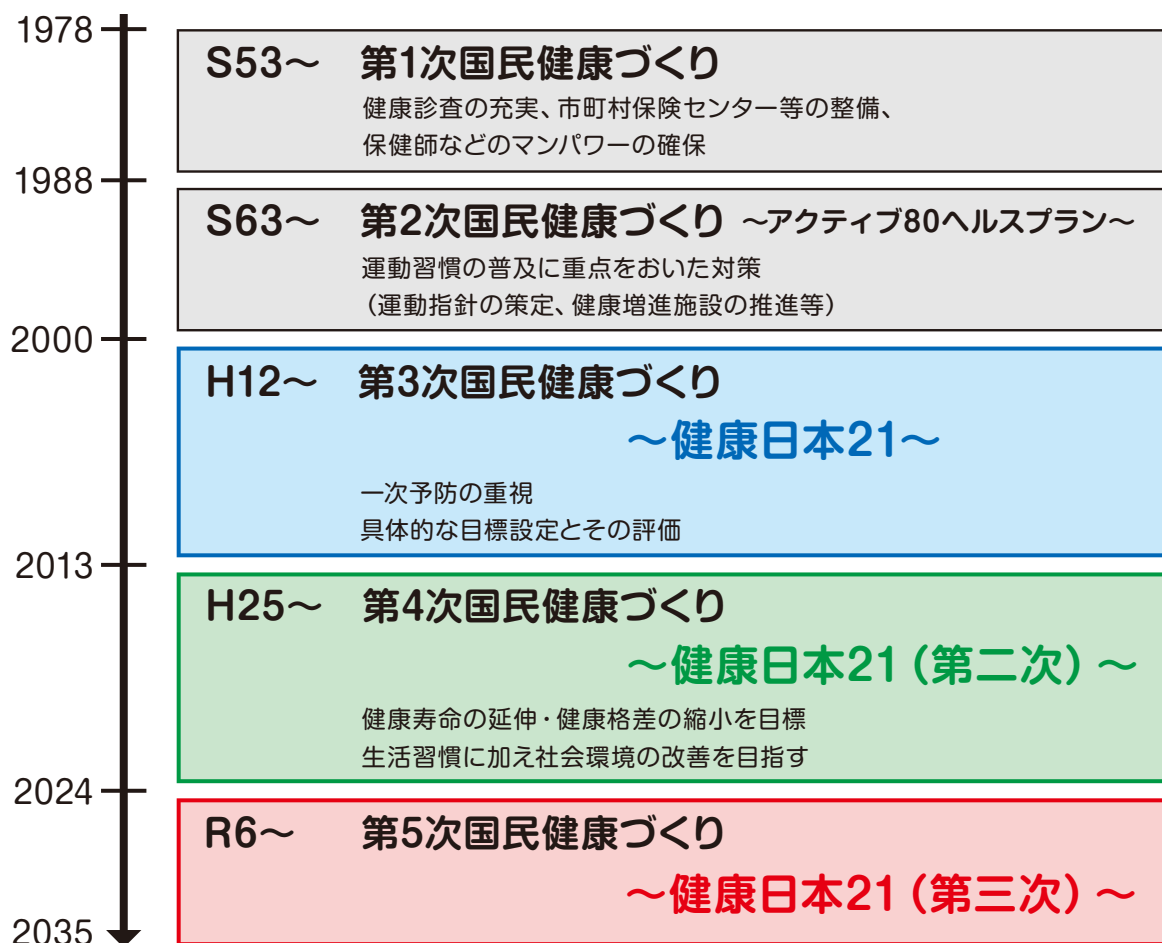 1978
S53～ 第1次国民健康づくり
健康診査の充実、市町村保険センター等の整備、
保健師などのマンパワーの確保
1988
S63～ 第2次国民健康づくり ～アクティブ80ヘルスプラン～
運動習慣の普及に重点をおいた対策
（運動指針の策定、健康増進施設の推進等）
2000
H12～ 第3次国民健康づくり
～健康日本21～
一次予防の重視
具体的な目標設定とその評価
2013
H25～ 第4次国民健康づくり
～健康日本21（第二次）～
健康寿命の延伸・健康格差の縮小を目標
生活習慣に加え社会環境の改善を目指す
2024
R6～ 第5次国民健康づくり
～健康日本21（第三次）～
2035